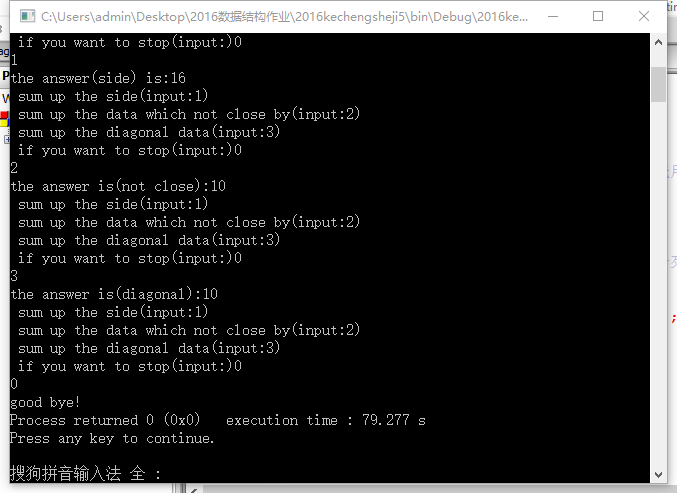 C:\Users\admin\Desktop\2016数据结构作业\2016kechengsheji5\bin\Debug\2016ke...
if you want to stop(input:)0
1
the answer(side) is:16
sum up the side(input:1)
sum up the data which not close by(input:2)
sum up the diagonal data(input:3)
if you want to stop(input:)0
2
the answer is(not close):10
sum up the side(input:1)
sum up the data which not close by(input:2)
sum up the diagonal data(input:3)
if you want to stop(input:)0
3
the answer is(diagonal):10
sum up the side(input:1)
sum up the data which not close by(input:2)
sum up the diagonal data(input:3)
if you want to stop(input:)0
0
good bye!
Process returned 0 (0x0)   execution time : 79.277 s
Press any key to continue.
搜狗拼音输入法 全 :